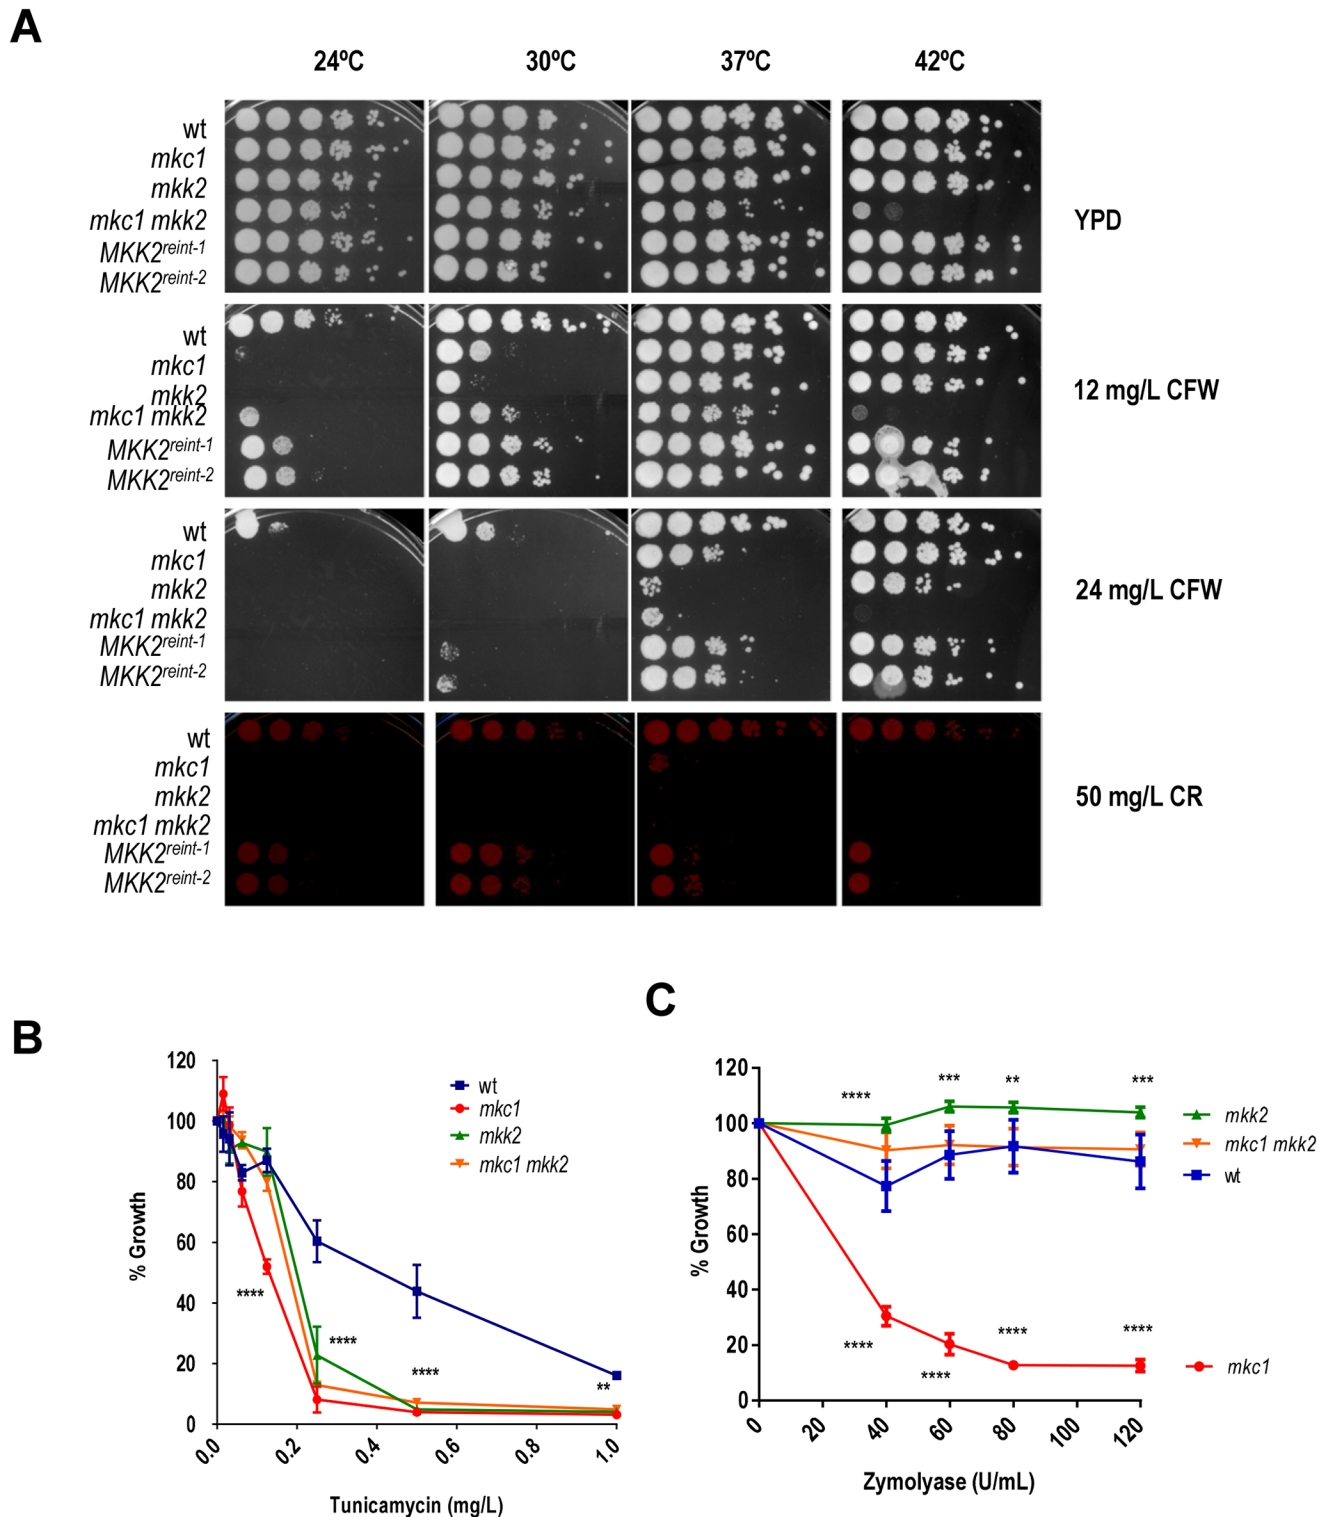 A
24ºC 30ºC 37ºC 42ºC
wt
mkc1
mkk2
mkc1 mkk2
MKK2reint-1
MKK2reint-2
YPD
wt
mkc1
mkk2
mkc1 mkk2
MKK2reint-1
MKK2reint-2
12 mg/L CFW
wt
mkc1
mkk2
mkc1 mkk2
MKK2reint-1
MKK2reint-2
24 mg/L CFW
wt
mkc1
mkk2
mkc1 mkk2
MKK2reint-1
MKK2reint-2
50 mg/L CR
B
120
100
80
60
40
20
0
% Growth
wt
mkc1
mkk2
mkc1 mkk2
****
****
****
**
0.0 0.2 0.4 0.6 0.8 1.0
Tunicamycin (mg/L)
C
120
100
80
60
40
20
0
% Growth
**** *** ** ***
mkk2
mkc1 mkk2
wt
**** **** **** ****
mkc1
0 20 40 60 80 100 120
Zymolyase (U/mL)